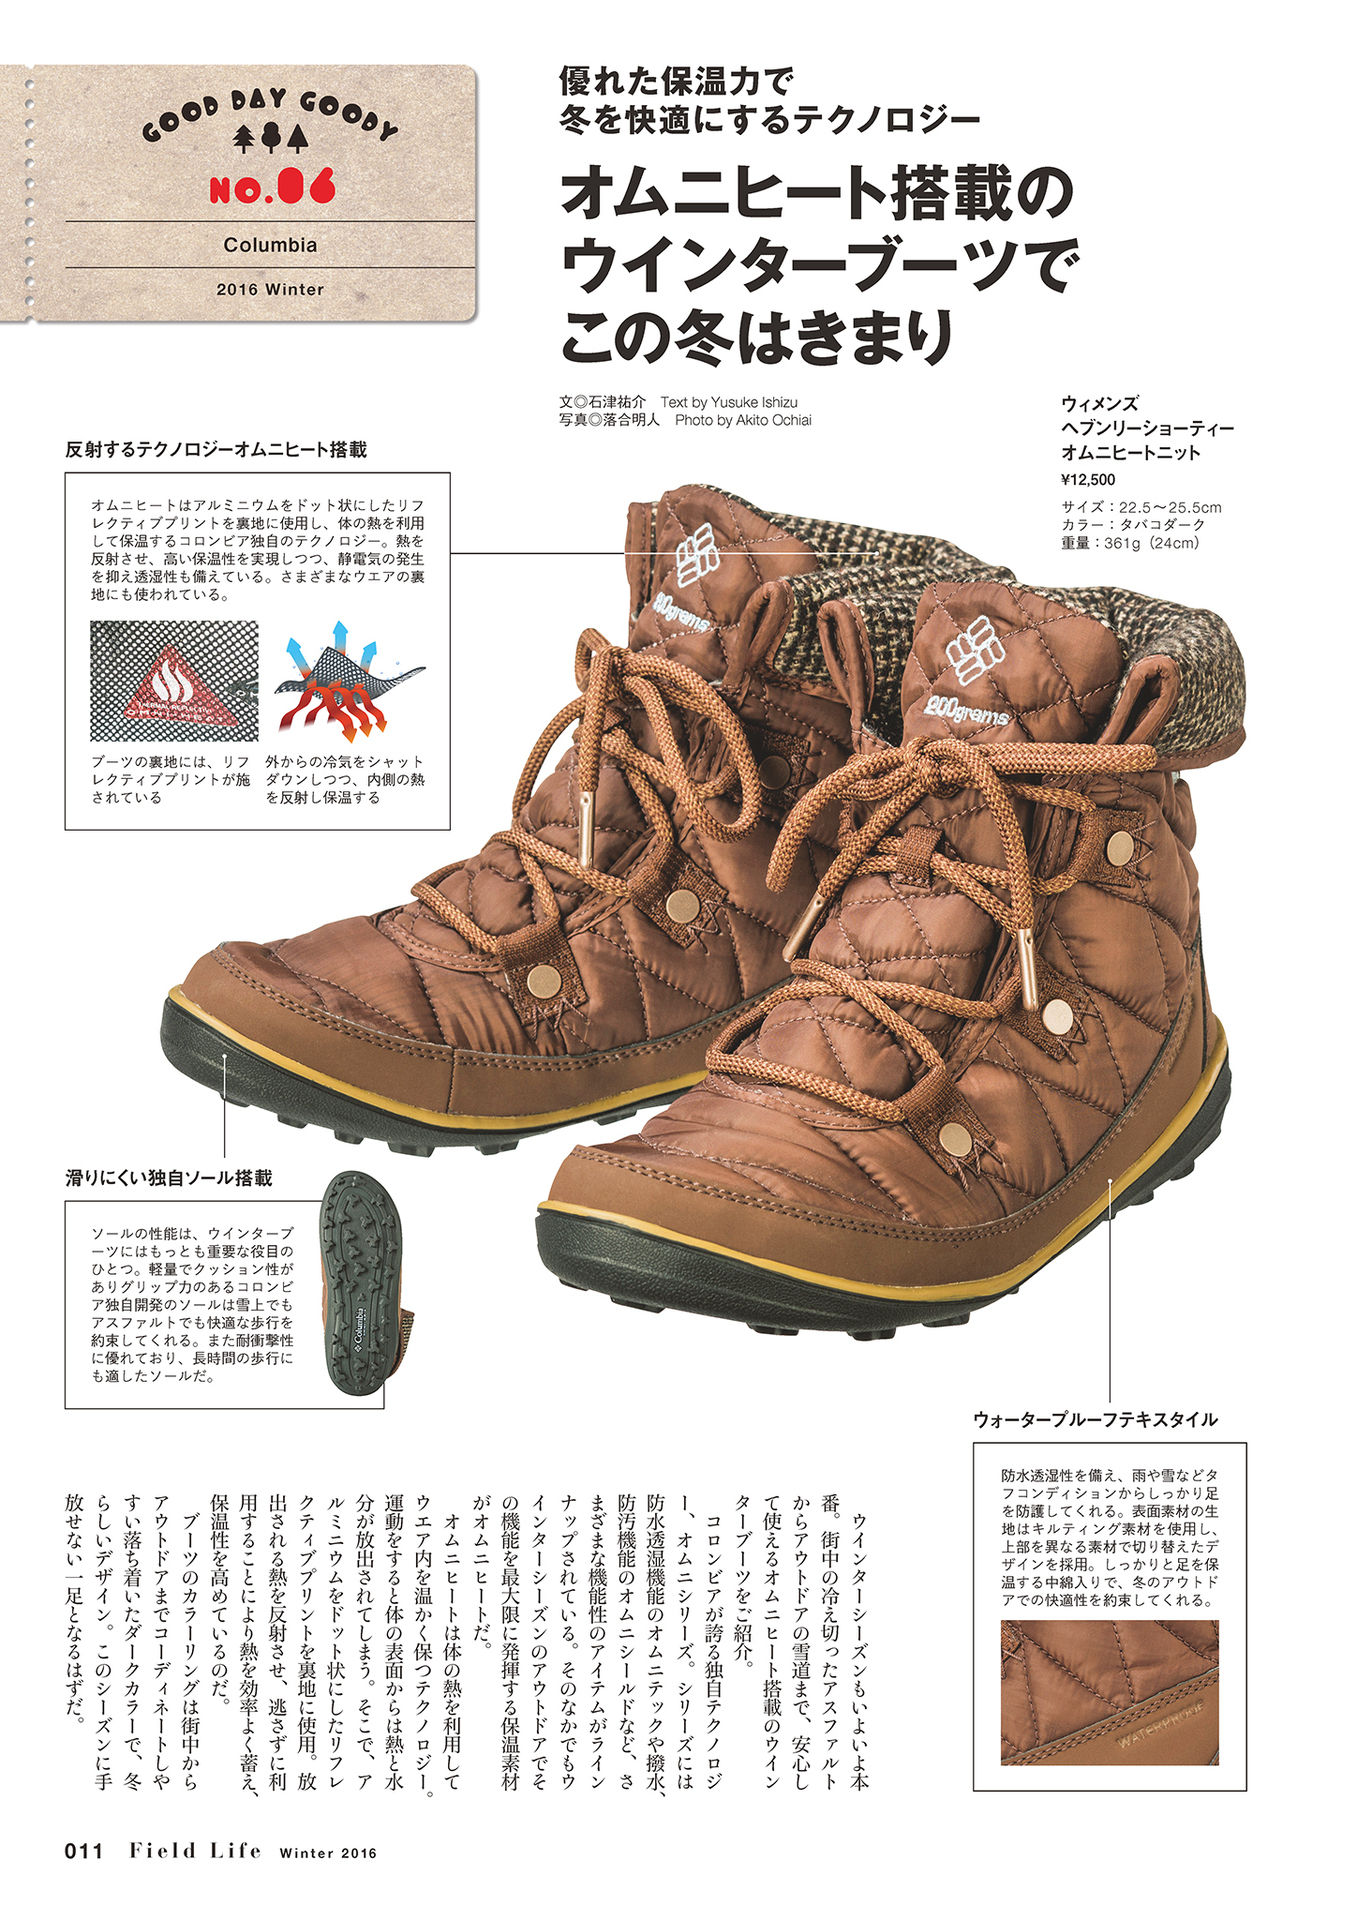 GOOD DAY GOODY
NO.06
Columbia
2016 Winter
優れた保温力で
冬を快適にするテクノロジー
オムニヒート搭載の
ウインターブーツで
この冬はきまり
文◎石津祐介　Text by Yusuke Ishizu
写真◎落合明人　Photo by Akito Ochiai
ウィメンズ
ヘブンリーショーティー
オムニヒートニット
¥12,500
サイズ：22.5〜25.5cm
カラー：タバコダーク
重量：361g（24cm）
反射するテクノロジーオムニヒート搭載
オムニヒートはアルミニウムをドット状にしたリフ
レクティブプリントを裏地に使用し、体の熱を利用
して保温するコロンビア独自のテクノロジー。熱を
反射させ、高い保温性を実現しつつ、静電気の発生
を抑え透湿性も備えている。さまざまなウエアの裏
地にも使われている。
THERMAL REFLECTIVE
ブーツの裏地には、リフ
レクティブプリントが施
されている
外からの冷気をシャット
ダウンしつつ、内側の熱
を反射し保温する
200grams
200grams
滑りにくい独自ソール搭載
ソールの性能は、ウインターブ
ーツにはもっとも重要な役目の
ひとつ。軽量でクッション性が
ありグリップ力のあるコロンビ
ア独自開発のソールは雪上でも
アスファルトでも快適な歩行を
約束してくれる。また耐衝撃性
に優れており、長時間の歩行に
も適したソールだ。
Columbia
ウォータープルーフテキスタイル
防水透湿性を備え、雨や雪などタ
フコンディションからしっかり足
を防護してくれる。表面素材の生
地はキルティング素材を使用し、
上部を異なる素材で切り替えたデ
ザインを採用。しっかりと足を保
温する中綿入りで、冬のアウトド
アでの快適性を約束してくれる。
WATERPROOF
ウインターシーズンもいよいよ本
番。街中の冷え切ったアスファルト
からアウトドアの雪道まで、安心し
て使えるオムニヒート搭載のウイン
ターブーツをご紹介。
コロンビアが誇る独自テクノロジ
ー、オムニシリーズ。シリーズには
防水透湿機能のオムニテックや撥水、
防汚機能のオムニシールドなど、さ
まざまな機能性のアイテムがライン
ナップされている。そのなかでもウ
インターシーズンのアウトドアでそ
の機能を最大限に発揮する保温素材
がオムニヒートだ。
オムニヒートは体の熱を利用して
ウエア内を温かく保つテクノロジー。
運動をすると体の表面からは熱と水
分が放出されてしまう。そこで、ア
ルミニウムをドット状にしたリフレ
クティブプリントを裏地に使用。放
出される熱を反射させ、逃さずに利
用することにより熱を効率よく蓄え、
保温性を高めているのだ。
ブーツのカラーリングは街中から
アウトドアまでコーディネートしや
すい落ち着いたダークカラーで、冬
らしいデザイン。このシーズンに手
放せない一足となるはずだ。
011 Field Life Winter 2016